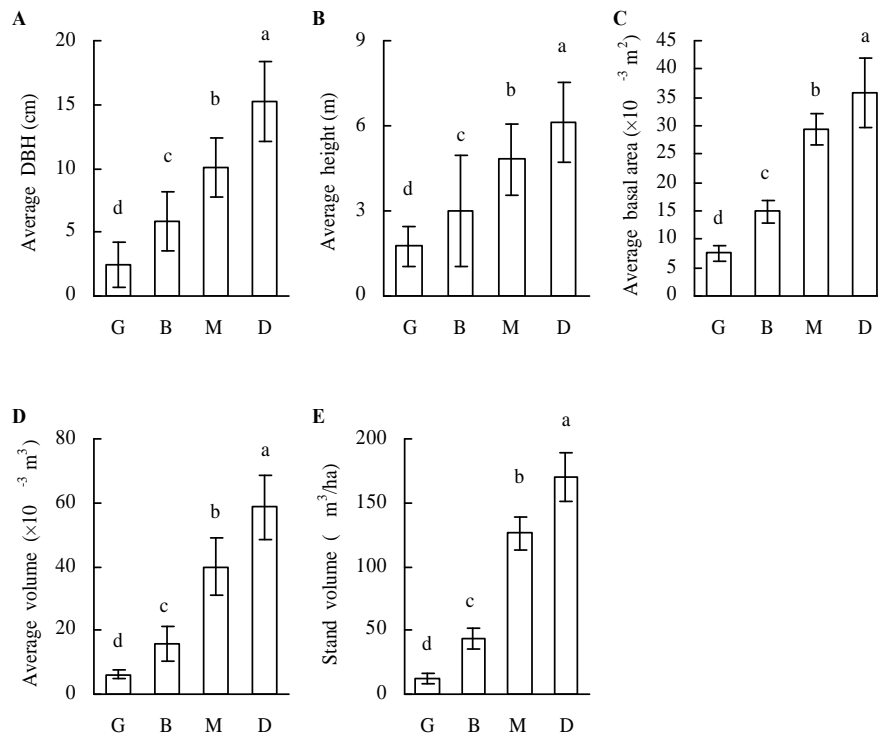 A
Average DBH (cm)
20
15
10
5
0
d
c
b
a
G B M D
B
Average height (m)
9
6
3
0
d
c
b
a
G B M D
C
Average basal area (×10 -3 m2)
45
40
35
30
25
20
15
10
5
5
d
c
b
a
G B M D
D
Average volume (×10 -3 m3)
80
60
40
20
0
d
c
b
a
G B M D
E
Stand volume ( m3/ha)
200
150
100
50
0
d
c
b
a
G B M D